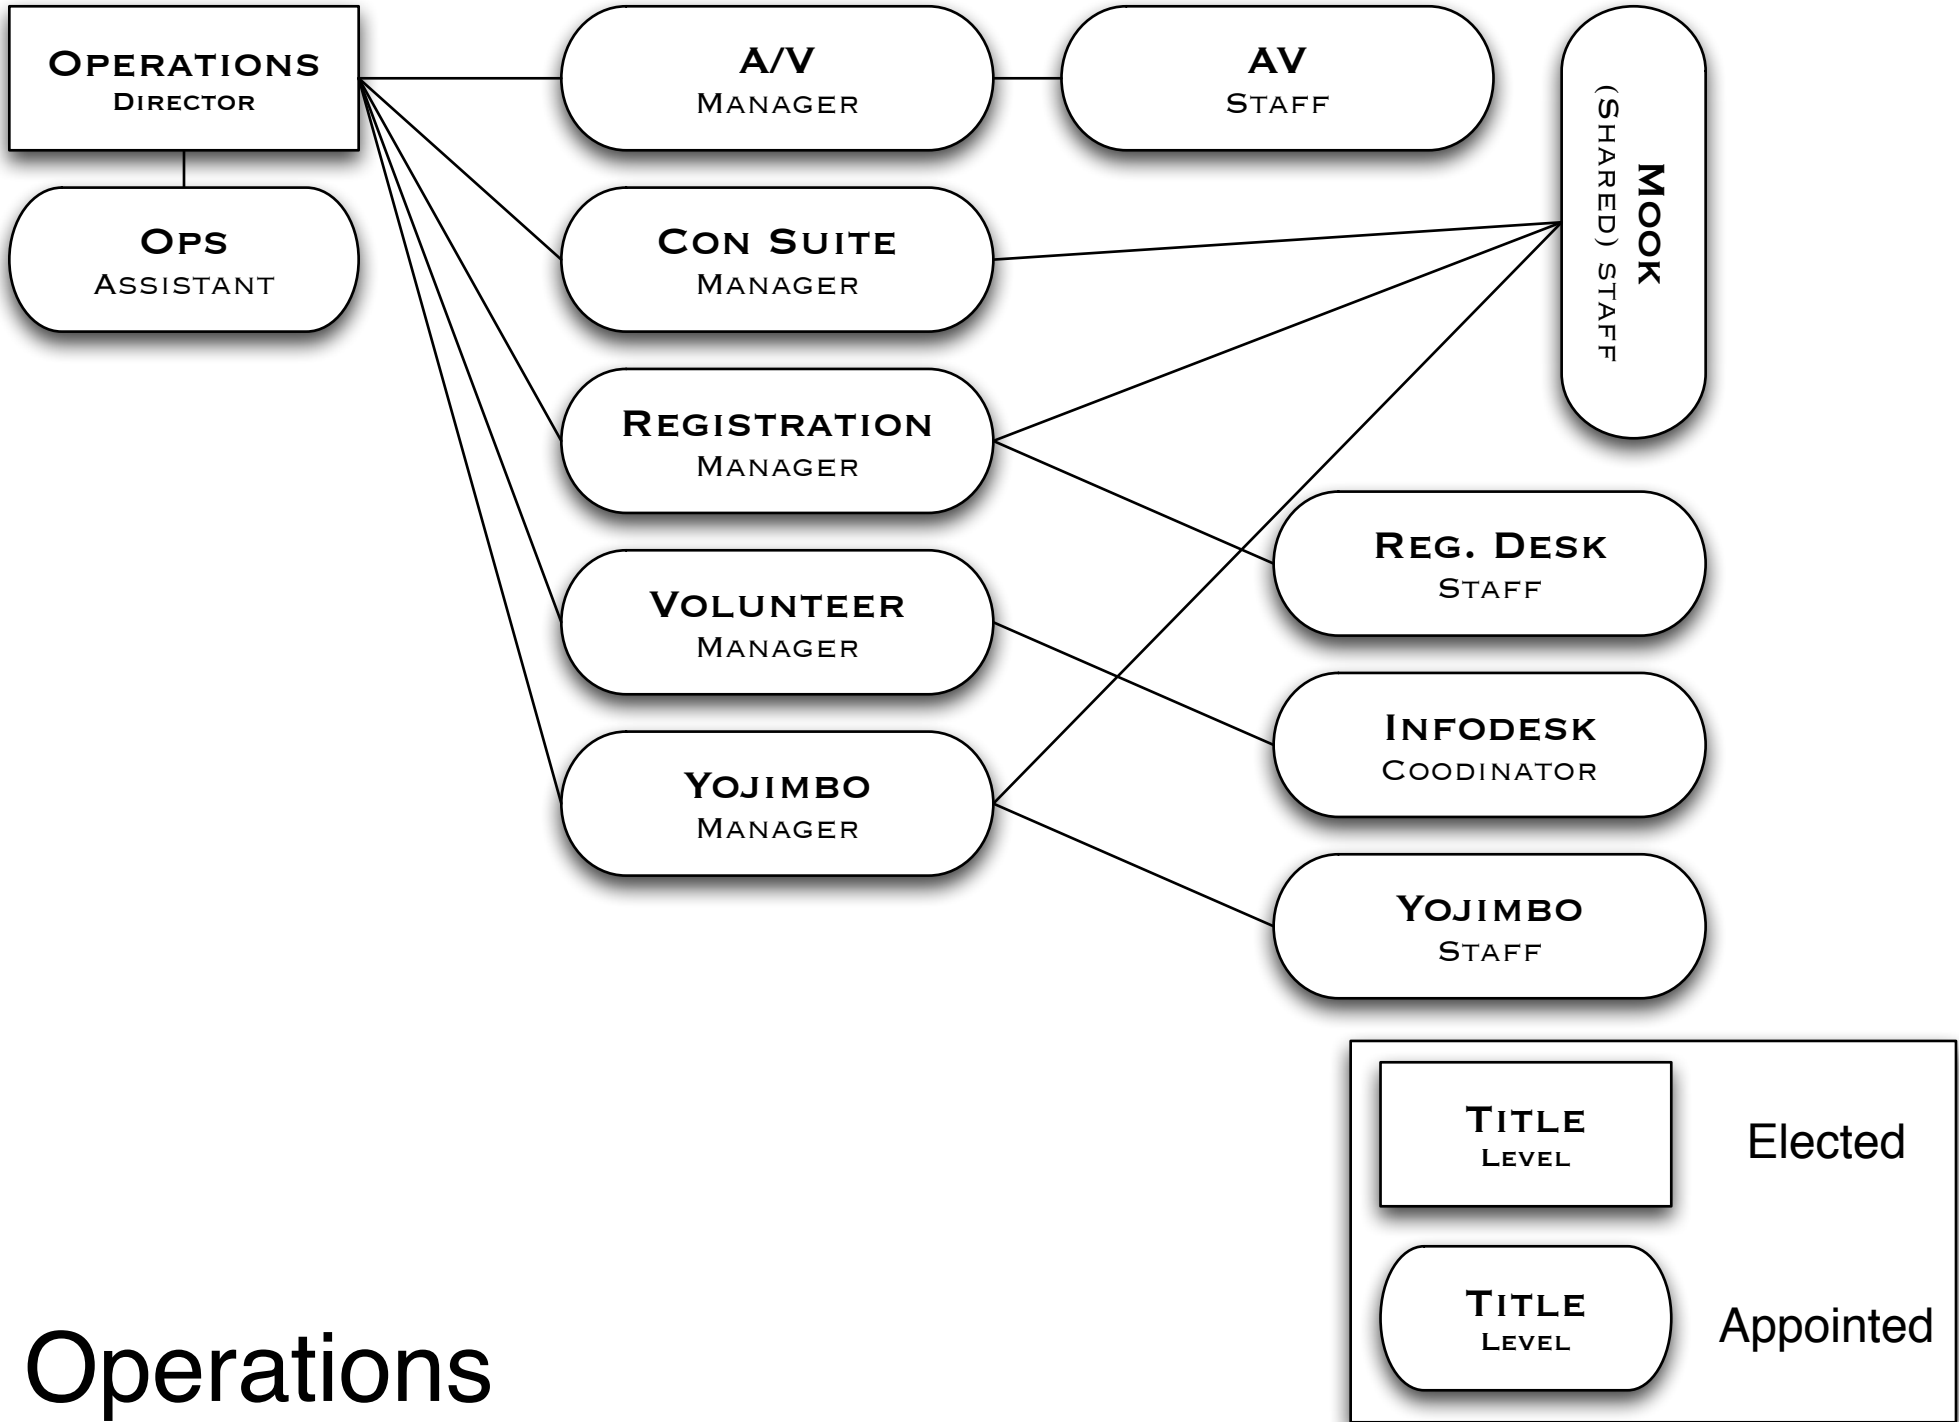 OPERATIONS
DIRECTOR
OPS
ASSISTANT
A/V
MANAGER
AV
STAFF
MOOK
(SHARED) STAFF
CON SUITE
MANAGER
REGISTRATION
MANAGER
VOLUNTEER
MANAGER
YOJIMBO
MANAGER
REG. DESK
STAFF
INFODESK
COODINATOR
YOJIMBO
STAFF
TITLE
LEVEL
Elected
TITLE
LEVEL
Appointed
Operations